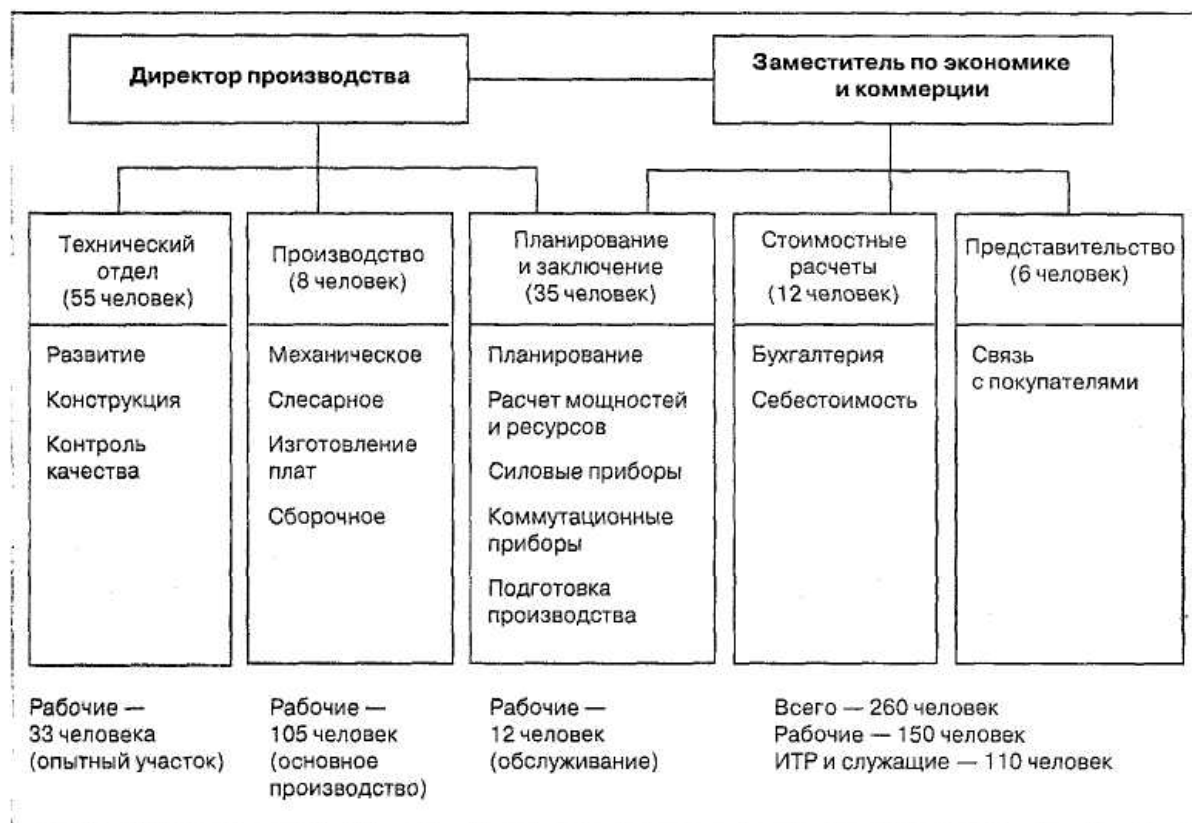 Директор производства
Заместитель по экономике
и коммерции
Технический
отдел
(55 человек)
Развитие
Конструкция
Контроль
качества
Производство
(8 человек)
Механическое
Слесарное
Изготовление
плат
Сборочное
Планирование
и заключение
(35 человек)
Планирование
Расчет мощностей
и ресурсов
Силовые приборы
Коммутационные
приборы
Подготовка
производства
Стоимостные
расчеты
(12 человек)
Бухгалтерия
Себестоимость
Представительство
(6 человек)
Связь
с покупателями
Рабочие —
33 человека
(опытный участок)
Рабочие —
105 человек
(основное
производство)
Рабочие —
12 человек
(обслуживание)
Всего — 260 человек
Рабочие — 150 человек
ИТР и служащие — 110 человек